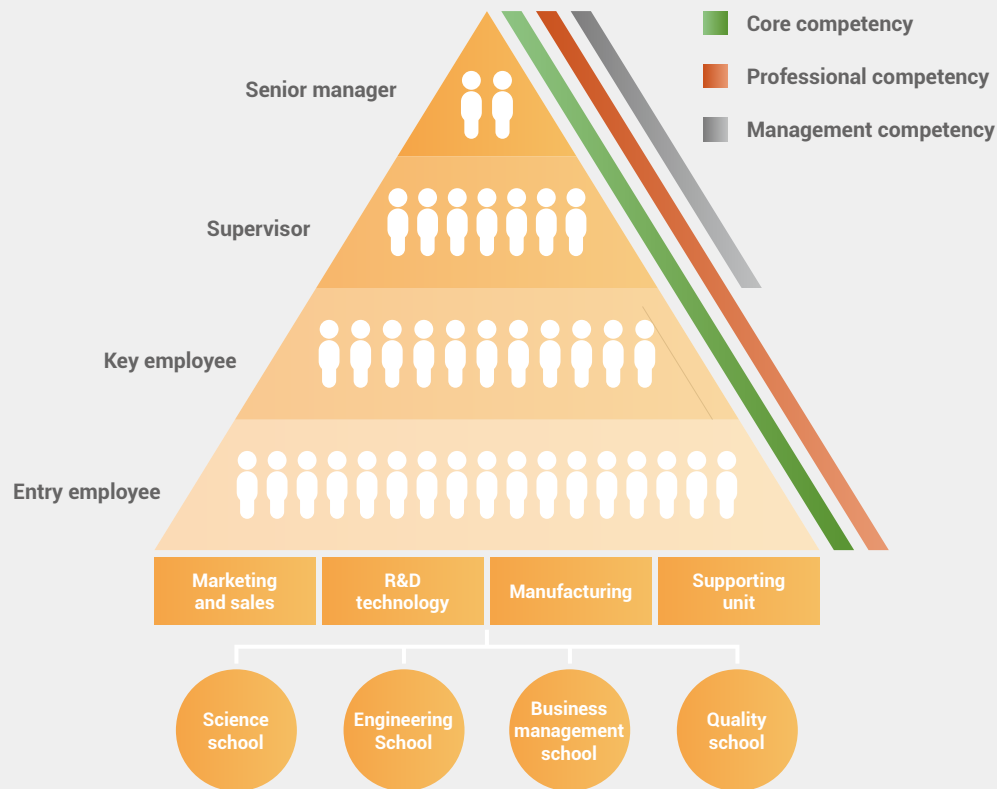 Core competency
Professional competency
Management competency
Senior manager
Supervisor
Key employee
Entry employee
Marketing
and sales
R&D
technology
Manufacturing
Supporting
unit
Science
school
Engineering
School
Business
management
school
Quality
school